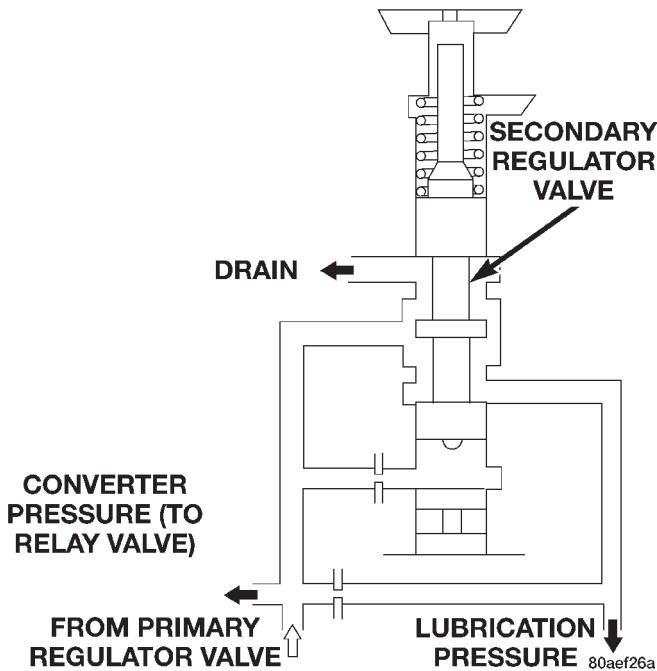 SECONDARY
REGULATOR
VALVE
DRAIN
CONVERTER
PRESSURE (TO
RELAY VALVE)
FROM PRIMARY
REGULATOR VALVE
LUBRICATION
PRESSURE
80aef26a